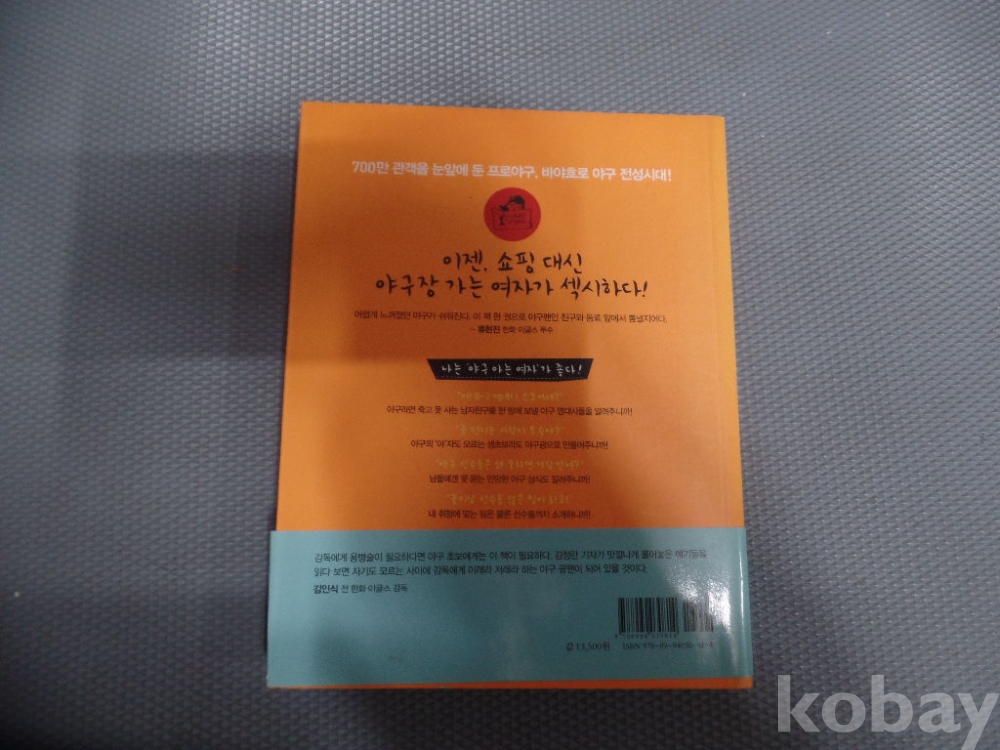 700만 관객을 눈앞에 둔 프로야구, 바야흐로 야구 전성시대!
이젠, 쇼핑 대신
야구장 가는 여자가 섹시하다!
어렵게 느껴졌던 야구가 쉬워진다. 이 책 한 권으로 야구팬인 친구와 동료 앞에서 뽐낼지어다.
- 류현진 한화 이글스 투수
나는 '야구 아는 여자'가 좋다!
야구라면 죽고 못 사는 남자친구를 한 방에 보낼 야구 명대사들을 알려주니까!
야구의 '야'자도 모르는 생초보라도 야구광으로 만들어주니까!
남들에겐 못 묻는 민망한 야구 상식도 알려주니까!
내 취향에 맞는 팀은 물론 선수들까지 소개하니까!
감독에게 용병술이 필요하다면 야구 초보에게는 이 책이 필요하다. 김정란 기자가 맛깔나게 풀어놓은 얘기들을
읽다 보면 자기도 모르는 사이에 감독에게 이래라 저래라 하는 야구 광팬이 되어 있을 것이다.
김인식 전 한화 이글스 감독
값 13,500원
ISBN 978-89-
kobay